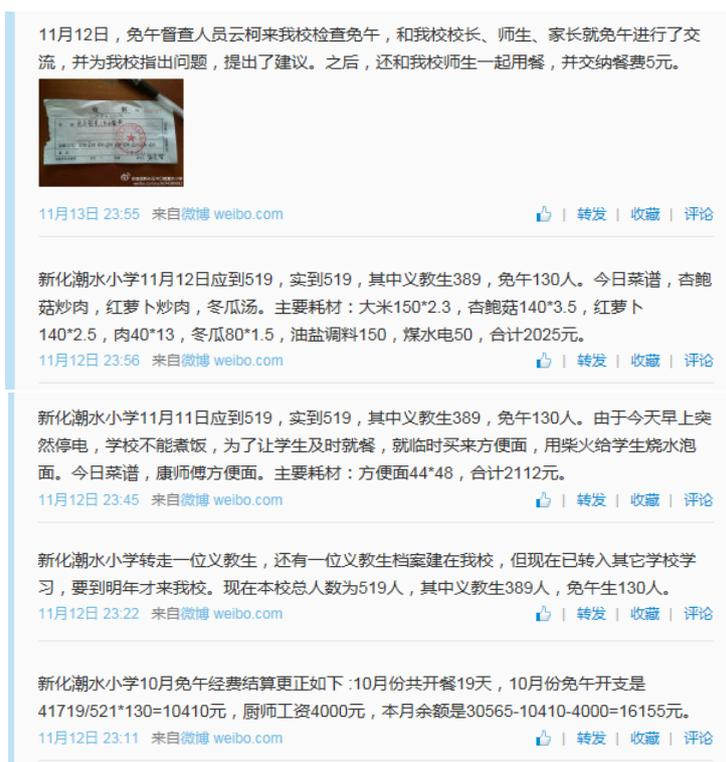 11月12日，免午督查人员云柯来我校检查免午，和我校校长、师生、家长就免午进行了交
流，并为我校指出问题，提出了建议。之后，还和我校师生一起用餐，并交纳餐费5元。
11月13日 23:55 来自微博 weibo.com 转发 | 收藏 | 评论
新化潮水小学11月12日应到519，实到519，其中义教生389，免午130人。今日菜谱，杏鲍
菇炒肉，红萝卜炒肉，冬瓜汤。主要耗材：大米150*2.3，杏鲍菇140*3.5，红萝卜
140*2.5，肉40*13，冬瓜80*1.5，油盐调料150，煤水电50，合计2025元。
11月12日 23:56 来自微博 weibo.com 转发 | 收藏 | 评论
新化潮水小学11月11日应到519，实到519，其中义教生389，免午130人。由于今天早上突
然停电，学校不能煮饭，为了让学生及时就餐，就临时买来方便面，用柴火给学生烧水泡
面。今日菜谱，康师傅方便面。主要耗材：方便面44*48，合计2112元。
11月12日 23:45 来自微博 weibo.com 转发 | 收藏 | 评论
新化潮水小学转走一位义教生，还有一位义教生档案建在我校，但现在已转入其它学校学
习，要到明年才来我校。现在本校总人数为519人，其中义教生389人，免午生130人。
11月12日 23:22 来自微博 weibo.com 转发 | 收藏 | 评论
新化潮水小学10月免午经费结算更正如下 :10月份共开餐19天，10月份免午开支是
41719/521*130=10410元，厨师工资4000元，本月余额是30565-10410-4000=16155元。
11月12日 23:11 来自微博 weibo.com 转发 | 收藏 | 评论